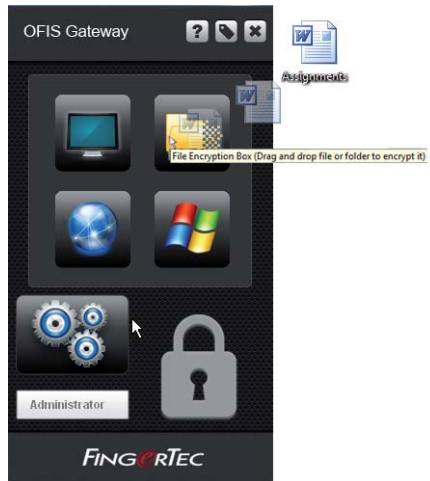 OFIS Gateway
?
W
Assignments
W
File Encryption Box (Drag and drop file or folder to encrypt it)
Administrator
FINGERTEC